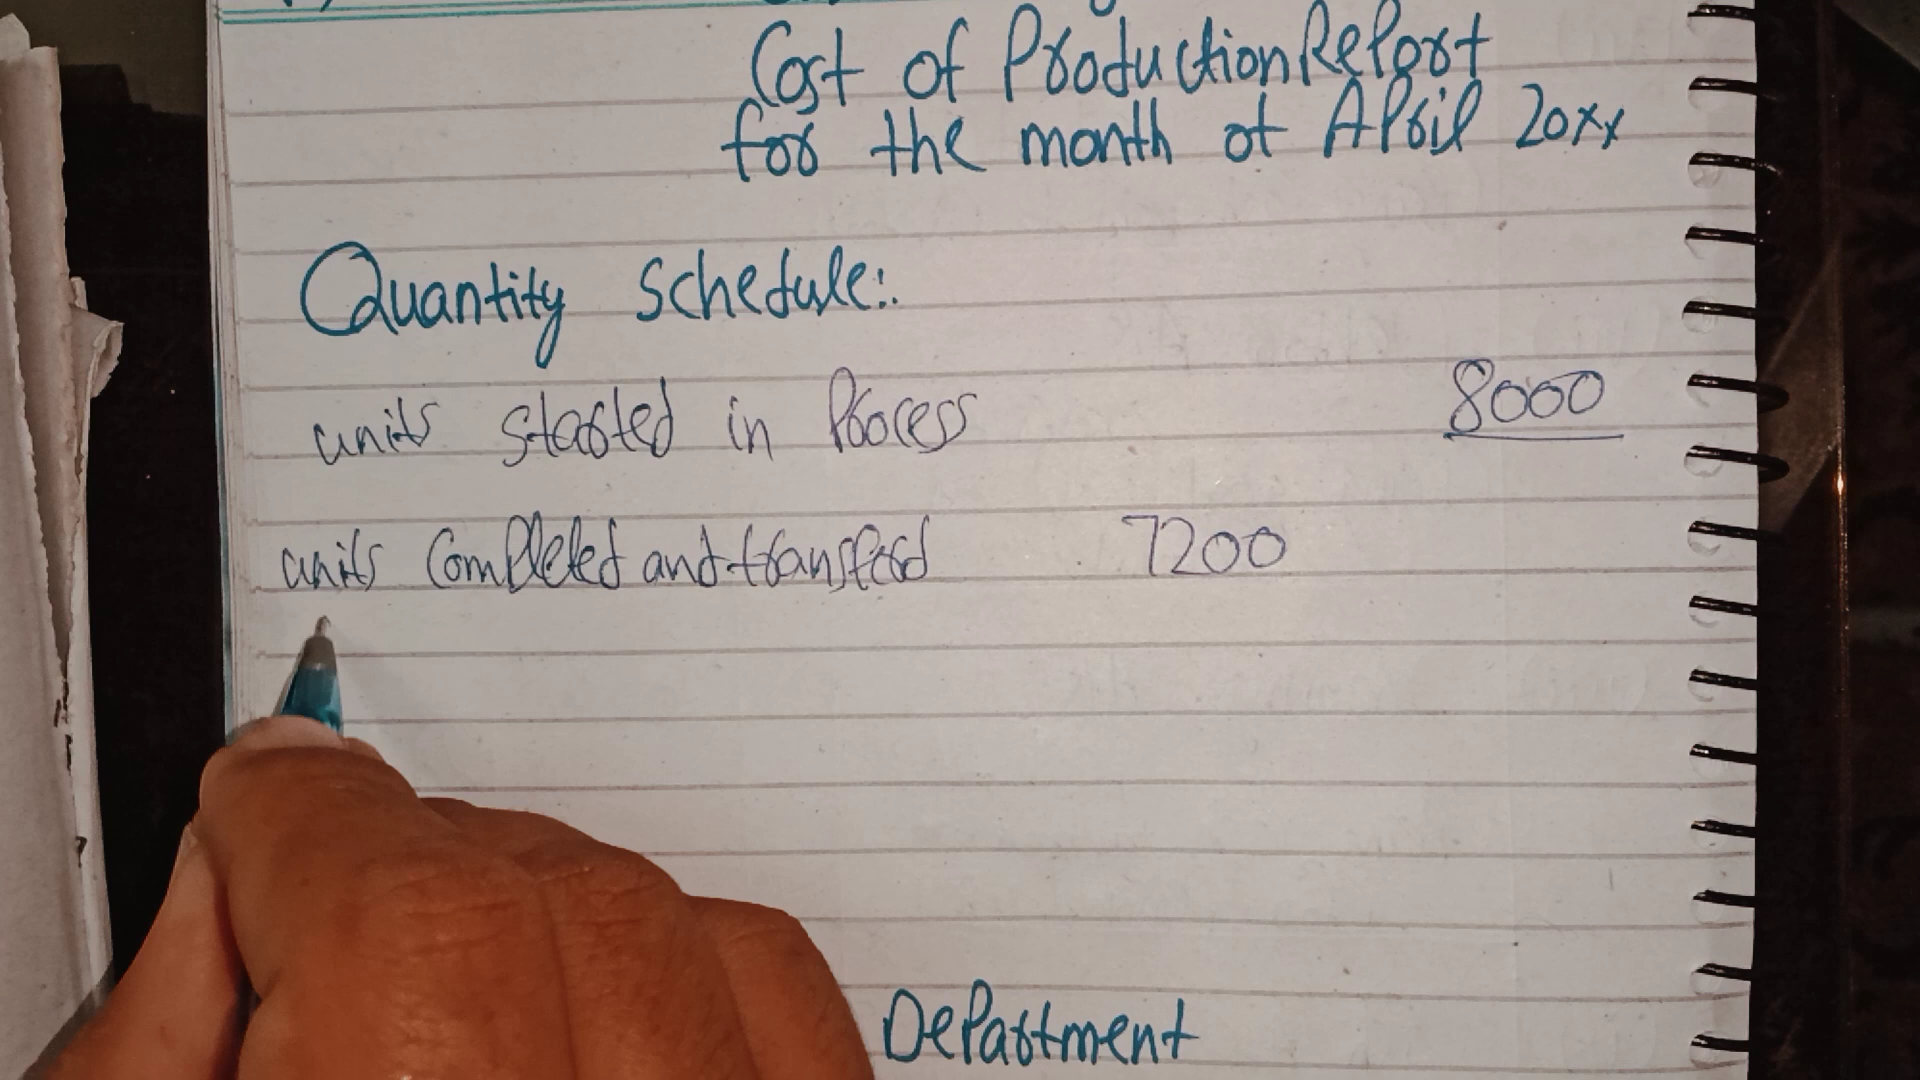 Cost of Production Report
for the month of April 20xx
Quantity Schedule:.
units started in Process 8000
units Completed and transferd 7200
Department